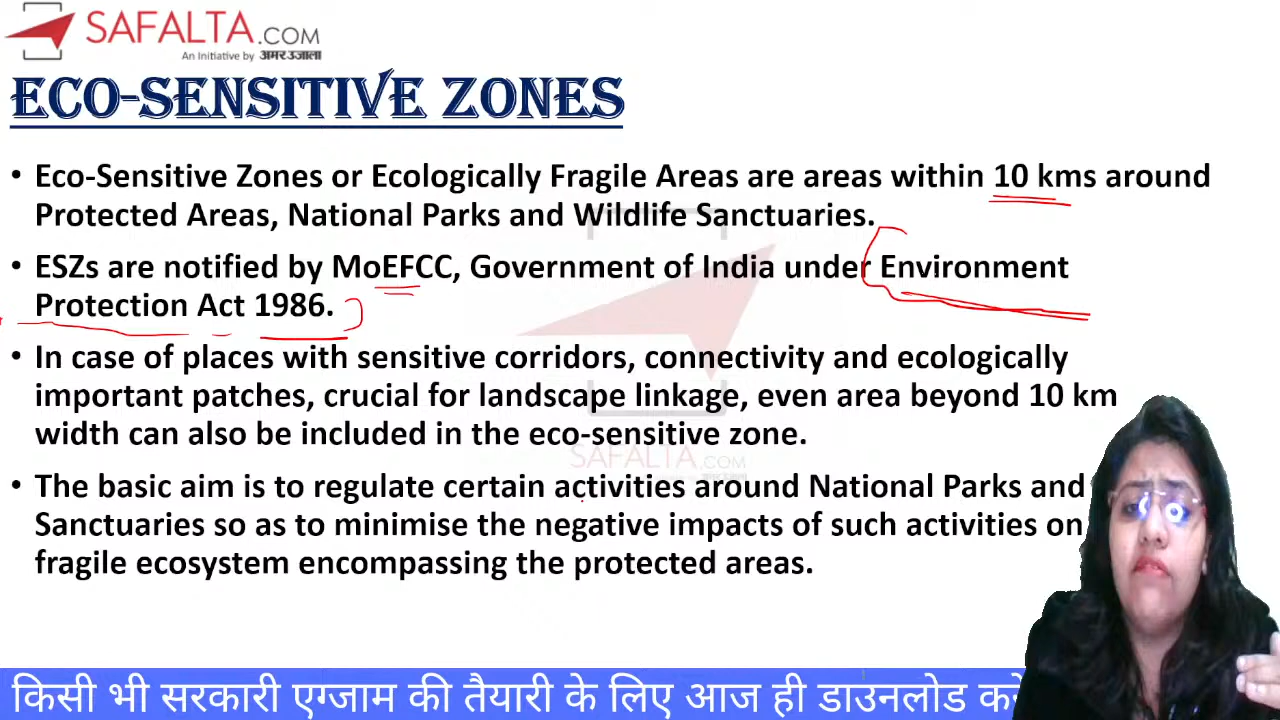 SAFALTA.COM
An Initiative by अमर उजाला
ECO-SENSITIVE ZONES
• Eco-Sensitive Zones or Ecologically Fragile Areas are areas within 10 kms around
Protected Areas, National Parks and Wildlife Sanctuaries.
• ESZs are notified by MoEFCC, Government of India under Environment
Protection Act 1986.
• In case of places with sensitive corridors, connectivity and ecologically
important patches, crucial for landscape linkage, even area beyond 10 km
width can also be included in the eco-sensitive zone.
SAFALTA.COM
• The basic aim is to regulate certain activities around National Parks and
Sanctuaries so as to minimise the negative impacts of such activities on
fragile ecosystem encompassing the protected areas.
किसी भी सरकारी एग्जाम की तैयारी के लिए आज ही डाउनलोड करें